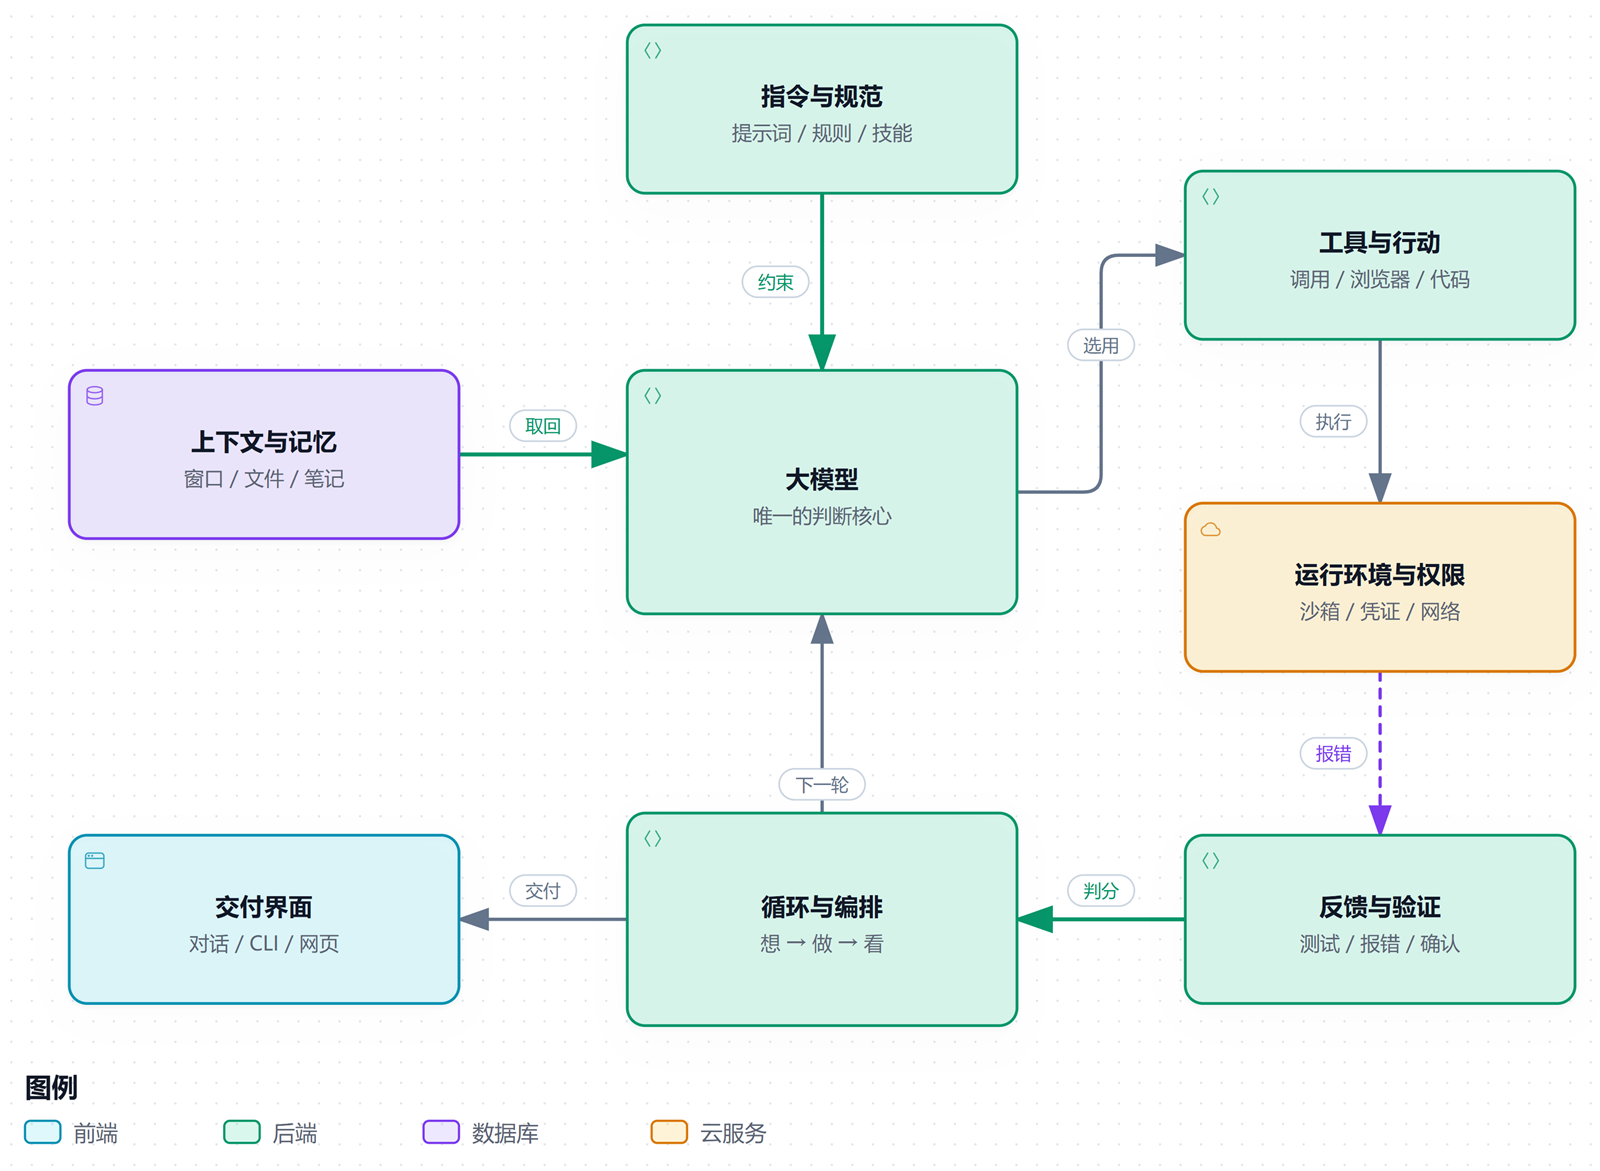 指令与规范
提示词 / 规则 / 技能
工具与行动
调用 / 浏览器 / 代码
约束
选用
上下文与记忆
窗口 / 文件 / 笔记
取回
大模型
唯一的判断核心
执行
运行环境与权限
沙箱 / 凭证 / 网络
报错
下一轮
交付界面
对话 / CLI / 网页
交付
循环与编排
想 → 做 → 看
判分
反馈与验证
测试 / 报错 / 确认
图例
前端
后端
数据库
云服务